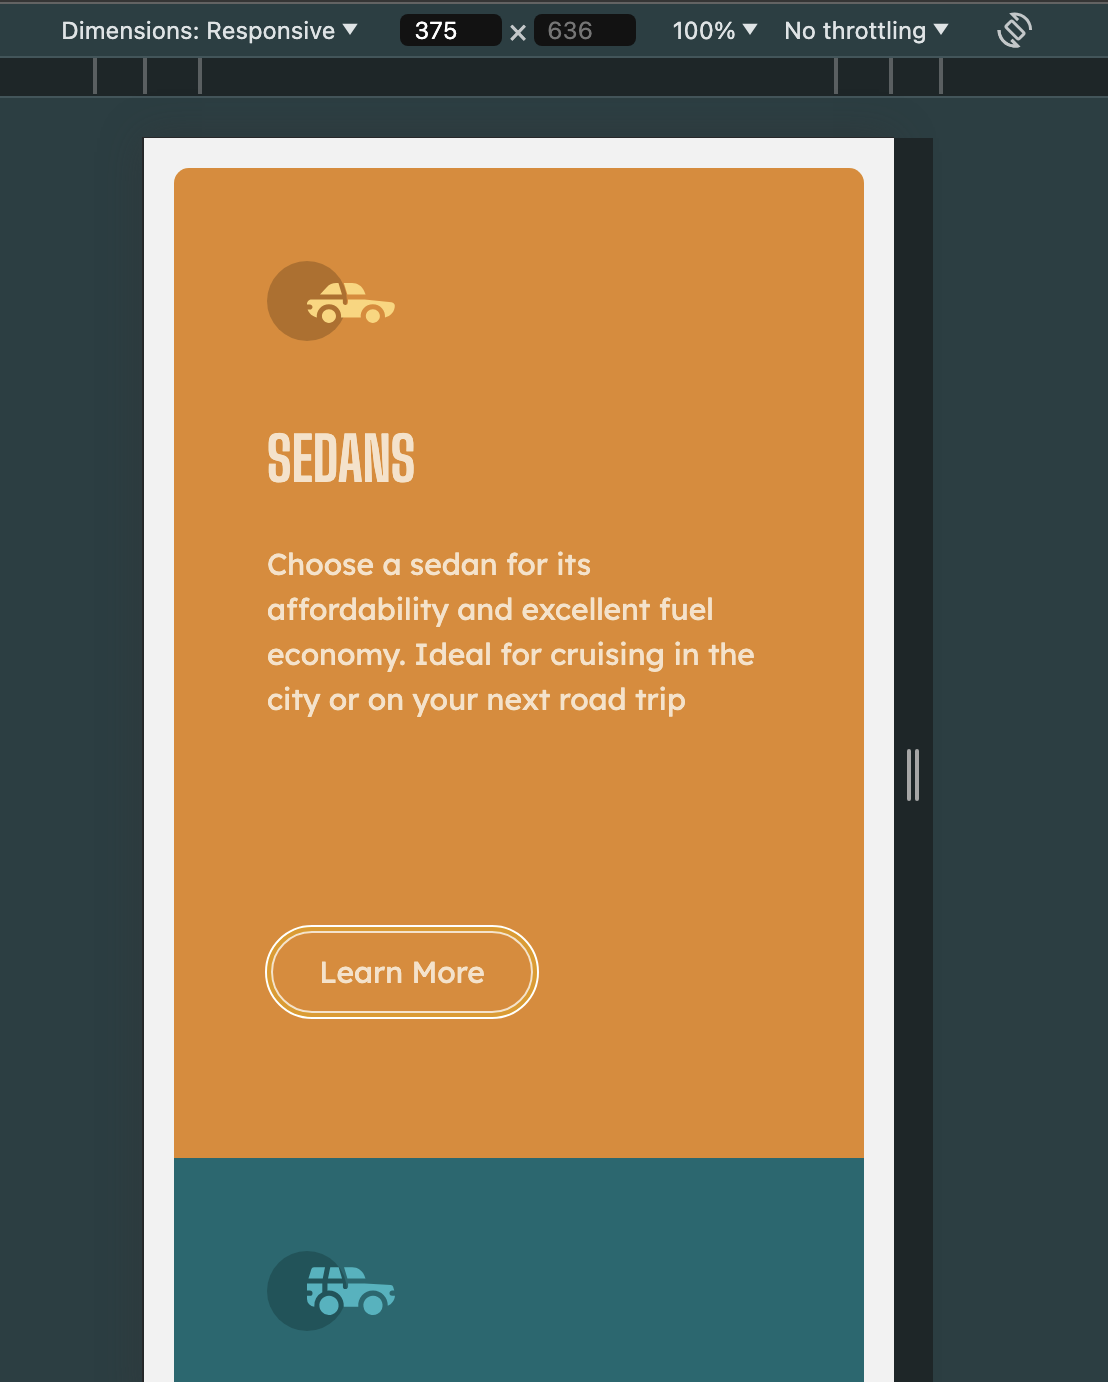 Dimensions: Responsive 375 × 636 100% No throttling
SEDANS
Choose a sedan for its
affordability and excellent fuel
economy. Ideal for cruising in the
city or on your next road trip
Learn More